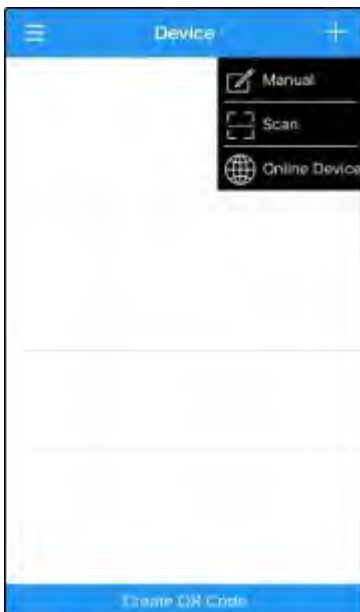 Device
Manual
Scan
Online Device
Create QR Code